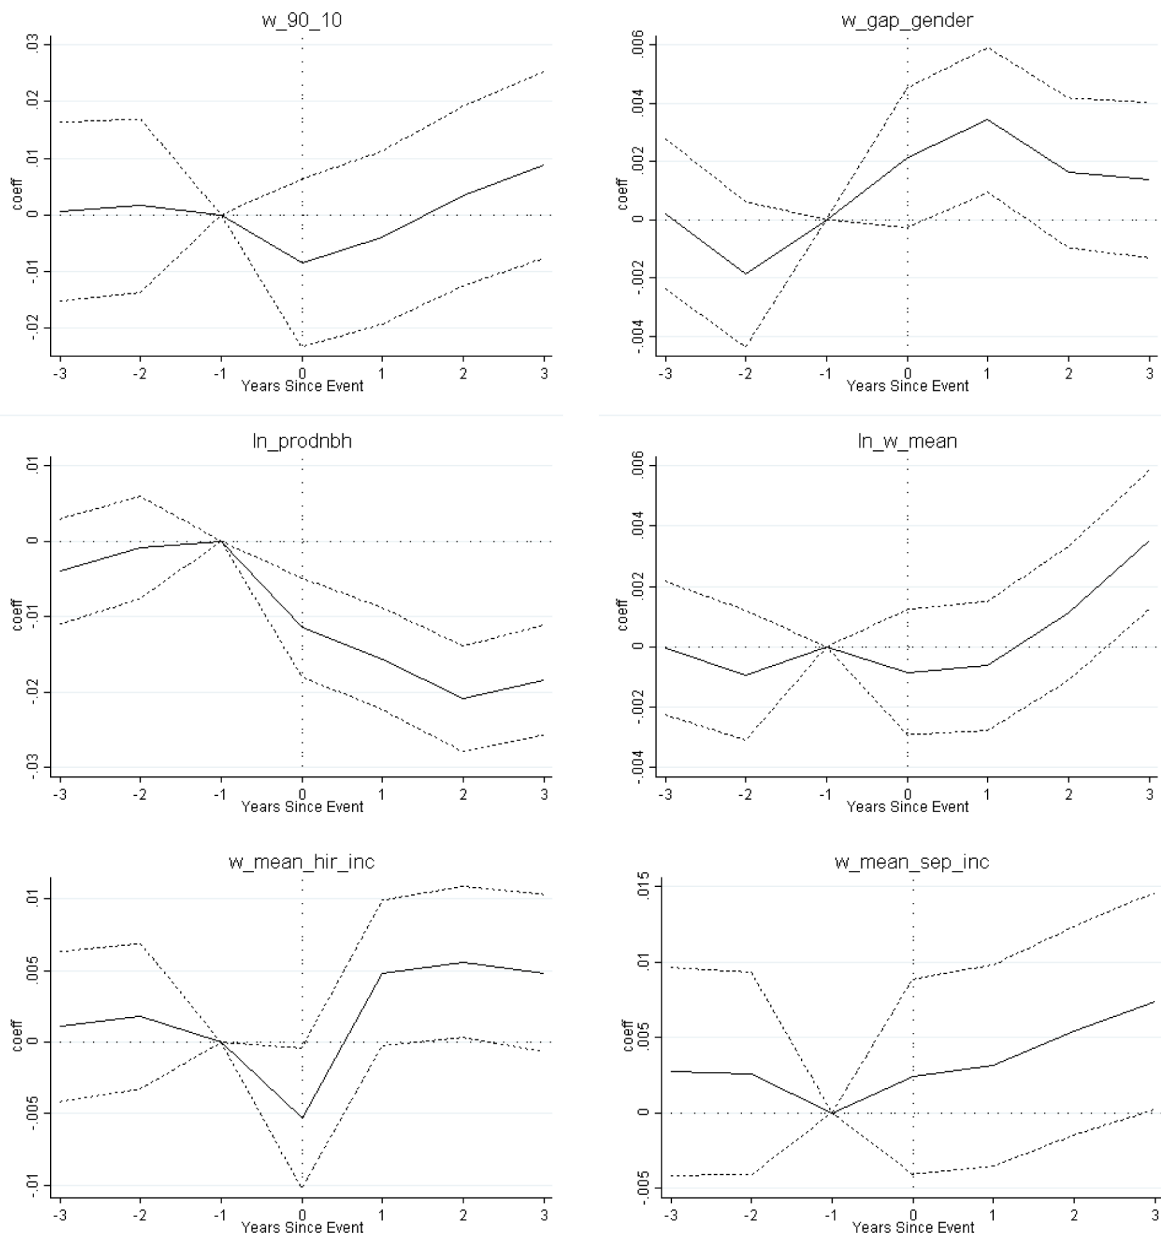 w_90_10
.03
.02
.01
0
-.01
-.02
coeff
-3 -2 -1 0 1 2 3
Years Since Event
w_gap_gender
.006
.004
.002
0
-.002
-.004
coeff
-3 -2 -1 0 1 2 3
Years Since Event
ln_prodnbh
.01
0
-.01
-.02
-.03
coeff
-3 -2 -1 0 1 2 3
Years Since Event
ln_w_mean
.006
.004
.002
0
-.002
-.004
coeff
-3 -2 -1 0 1 2 3
Years Since Event
w_mean_hir_inc
.01
.005
0
-.005
-.01
coeff
-3 -2 -1 0 1 2 3
Years Since Event
w_mean_sep_inc
.015
.01
.005
0
-.005
coeff
-3 -2 -1 0 1 2 3
Years Since Event